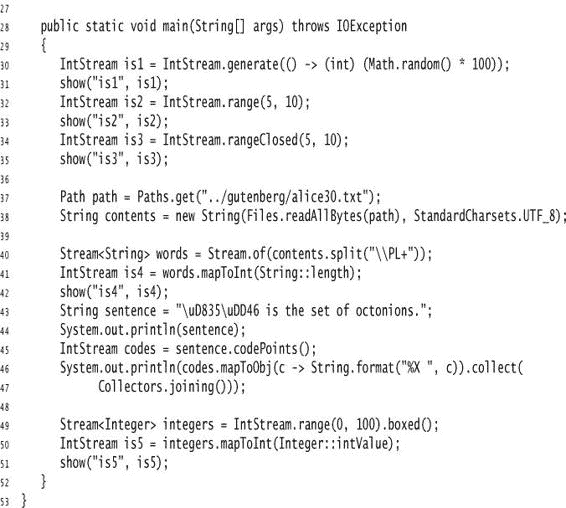 27
28 public static void main(String[] args) throws IOException
29 {
30 IntStream is1 = IntStream.generate(() -> (int) (Math.random() * 100));
31 show("is1", is1);
32 IntStream is2 = IntStream.range(5, 10);
33 show("is2", is2);
34 IntStream is3 = IntStream.rangeClosed(5, 10);
35 show("is3", is3);
36
37 Path path = Paths.get("../gutenberg/alice30.txt");
38 String contents = new String(Files.readAllBytes(path), StandardCharsets.UTF_8);
39
40 Stream<String> words = Stream.of(contents.split("\\PL+"));
41 IntStream is4 = words.mapToInt(String::length);
42 show("is4", is4);
43 String sentence = "\uD835\uDD46 is the set of octonions.";
44 System.out.println(sentence);
45 IntStream codes = sentence.codePoints();
46 System.out.println(codes.mapToObj(c -> String.format("%X ", c)).collect(
47 Collectors.joining()));
48
49 Stream<Integer> integers = IntStream.range(0, 100).boxed();
50 IntStream is5 = integers.mapToInt(Integer::intValue);
51 show("is5", is5);
52 }
53 }